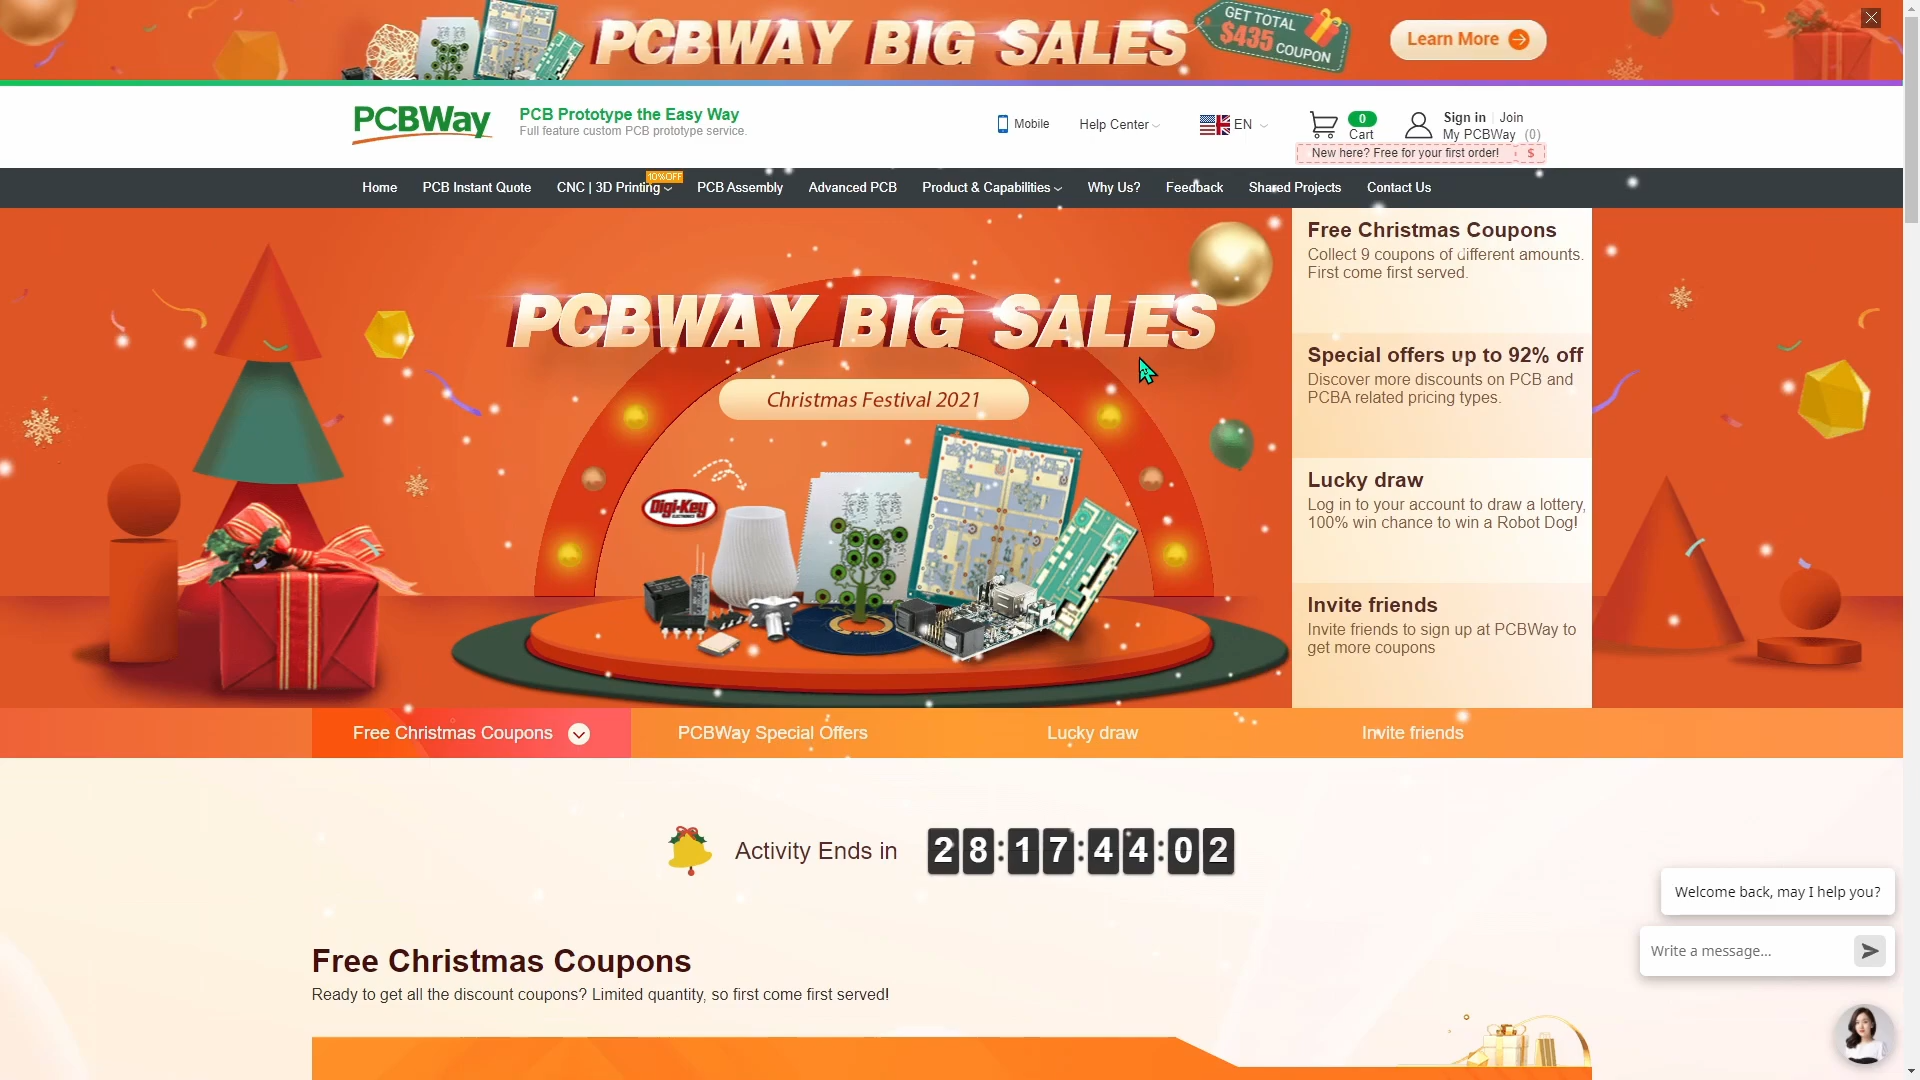 PCBWAY BIG SALES
GET TOTAL
$435 COUPON
Learn More
PCBWay
PCB Prototype the Easy Way
Full feature custom PCB prototype service.
Mobile
Help Center
EN
0
Cart
Sign in | Join
My PCBWay (0)
New here? Free for your first order! $
Home
PCB Instant Quote
CNC | 3D Printing
10%OFF
PCB Assembly
Advanced PCB
Product & Capabilities
Why Us?
Feedback
Shared Projects
Contact Us
PCBWAY BIG SALES
Christmas Festival 2021
Digi-Key
ELECTRONICS
Free Christmas Coupons
Collect 9 coupons of different amounts.
First come first served.
Special offers up to 92% off
Discover more discounts on PCB and
PCBA related pricing types.
Lucky draw
Log in to your account to draw a lottery,
100% win chance to win a Robot Dog!
Invite friends
Invite friends to sign up at PCBWay to
get more coupons
Free Christmas Coupons
PCBWay Special Offers
Lucky draw
Invite friends
Activity Ends in
28:17:44:02
Welcome back, may I help you?
Write a message...
Free Christmas Coupons
Ready to get all the discount coupons? Limited quantity, so first come first served!